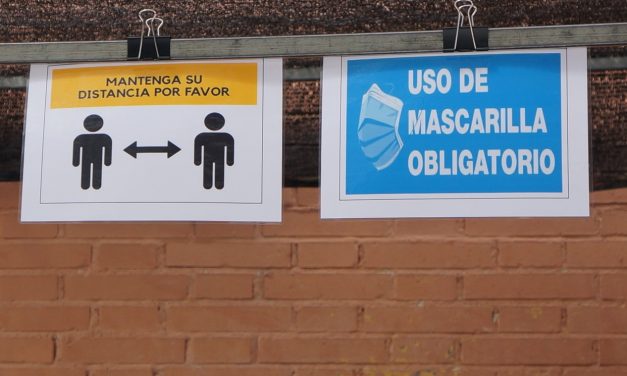 MANTENGA SU
DISTANCIA POR FAVOR
USO DE
MASCARILLA
OBLIGATORIO